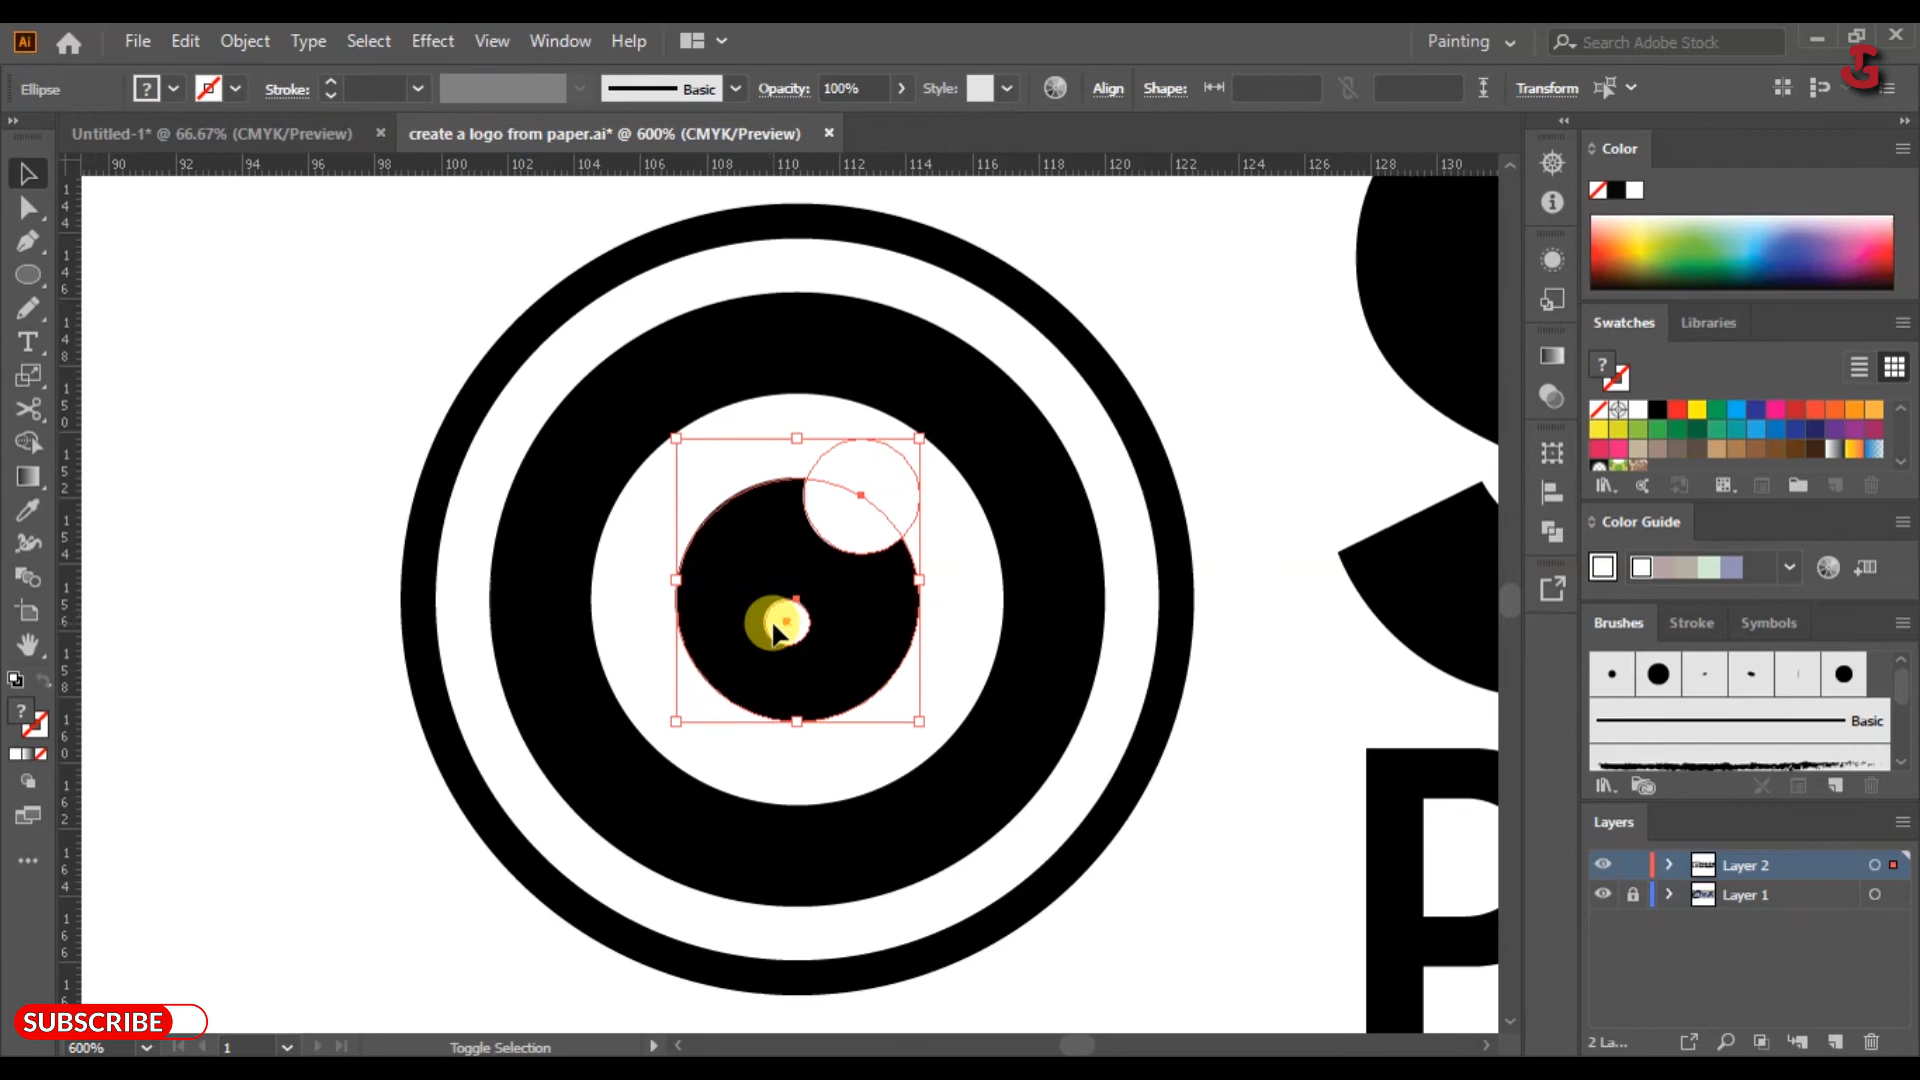 Ai File Edit Object Type Select Effect View Window Help Painting Search Adobe Stock
Ellipse ? Stroke: Basic Opacity: 100% Style: Align Shape: Transform
Untitled-1* @ 66.67% (CMYK/Preview) × create a logo from paper.ai* @ 600% (CMYK/Preview) ×
90 92 94 96 98 100 102 104 106 108 110 112 114 116 118 120 122 124 126 128 130
Color
Swatches Libraries
?
Color Guide
Brushes Stroke Symbols
Basic
Layers
Layer 2
Layer 1
P
SUBSCRIBE
600% 1 Toggle Selection 2 La...